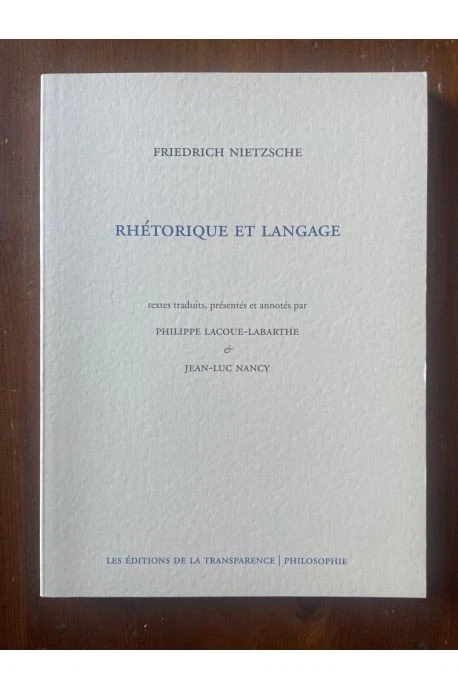 FRIEDRICH NIETZSCHE
RHÉTORIQUE ET LANGAGE
textes traduits, présentés et annotés par
PHILIPPE LACOUE-LABARTHE
&
JEAN-LUC NANCY
LES ÉDITIONS DE LA TRANSPARENCE | PHILOSOPHIE